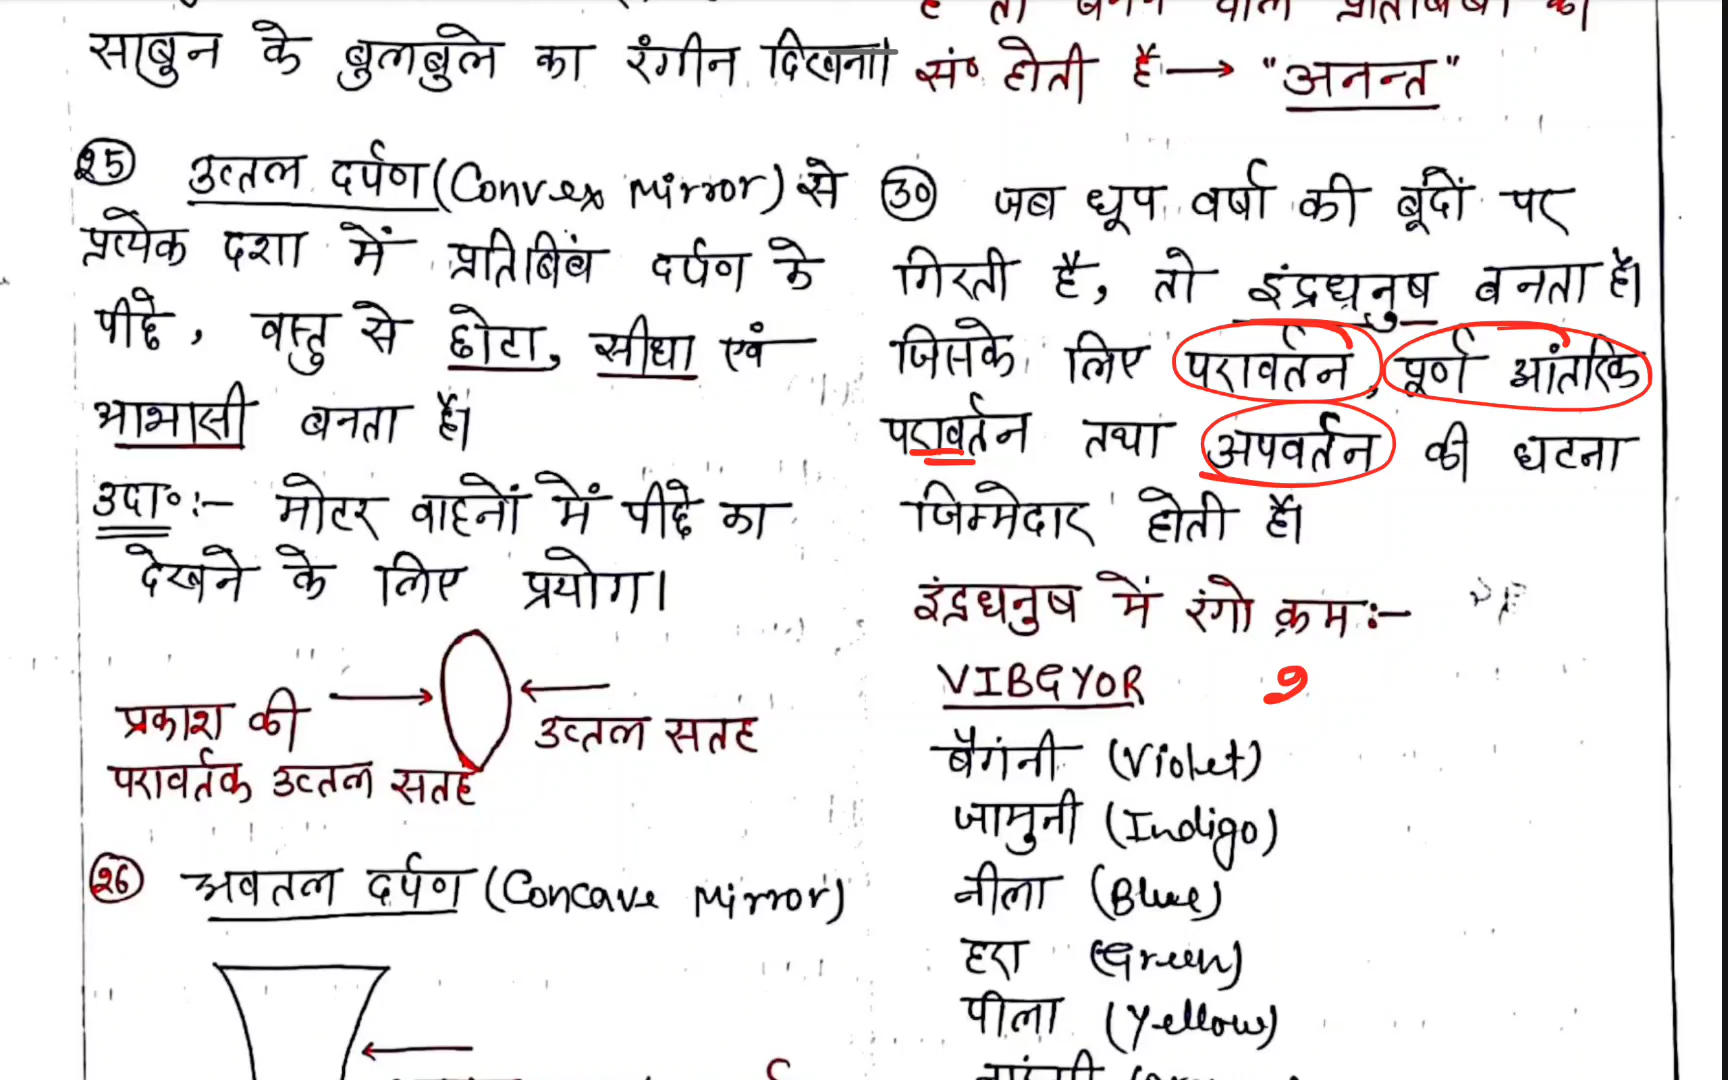 साबुन के बुलबुले का रंगीन दिखना।
२५ उत्तल दर्पण (Convex Mirror) से
प्रत्येक दशा में प्रतिबिंब दर्पण के
पीछे, वस्तु से छोटा, सीधा एवं
आभासी बनता है।
उदा०:- मोटर वाहनों में पीछे का
देखने के लिए प्रयोग।
प्रकाश की
परावर्तक उत्तल सतह
उत्तल सतह
26 अवतल दर्पण (Concave Mirror)
सं० होती है → "अनन्त"
30 जब धूप वर्षा की बूंदों पर
गिरती है, तो इंद्रधनुष बनता है।
जिसके लिए परावर्तन, पूर्ण आंतरिक
परावर्तन तथा अपवर्तन की घटना
जिम्मेदार होती है।
इंद्रधनुष में रंगो क्रम:-
VIBGYOR
बैगंनी (Violet)
जामुनी (Indigo)
नीला (Blue)
हरा (Green)
पीला (Yellow)